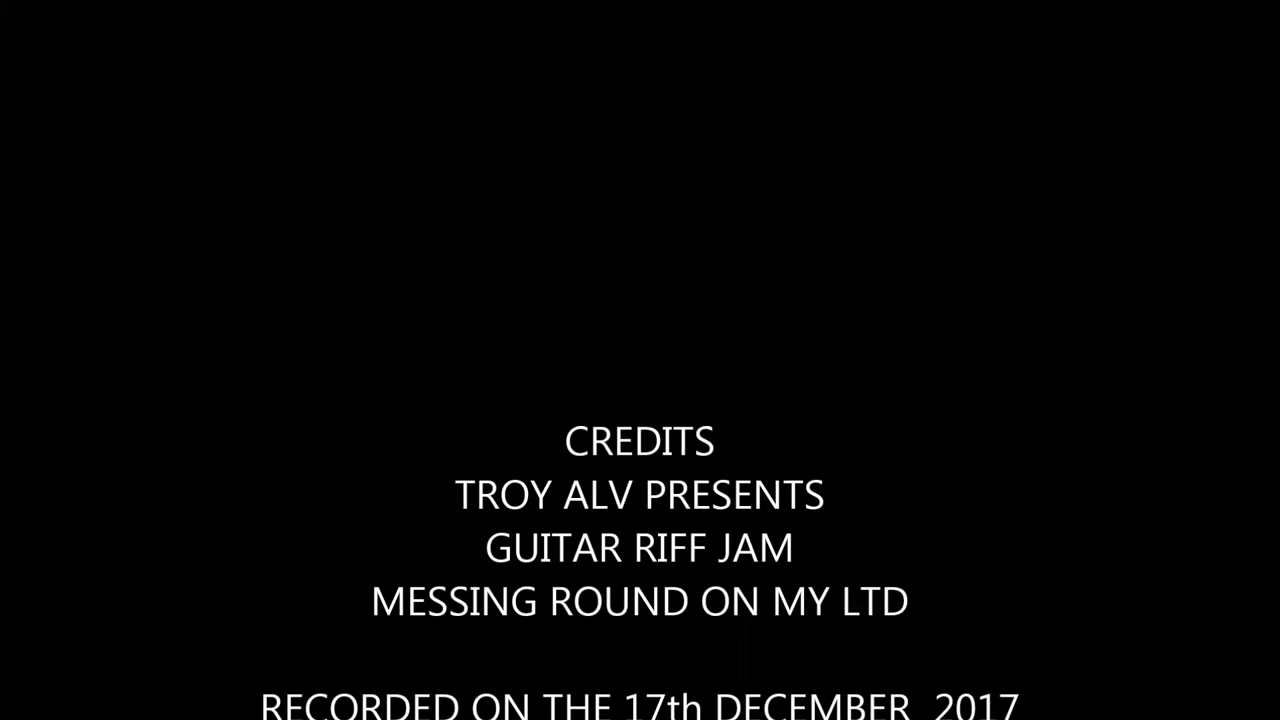 CREDITS
TROY ALV PRESENTS
GUITAR RIFF JAM
MESSING ROUND ON MY LTD
RECORDED ON THE 17th DECEMBER 2017